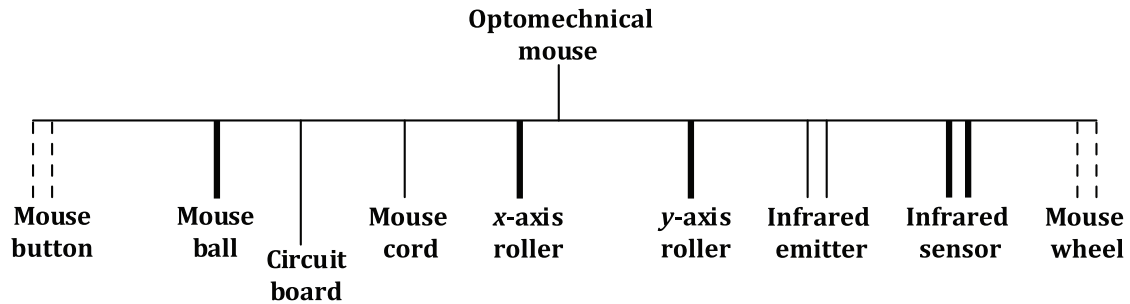 Optomechnical
mouse
Mouse
button
Mouse
ball
Circuit
board
Mouse
cord
x-axis
roller
y-axis
roller
Infrared
emitter
Infrared
sensor
Mouse
wheel